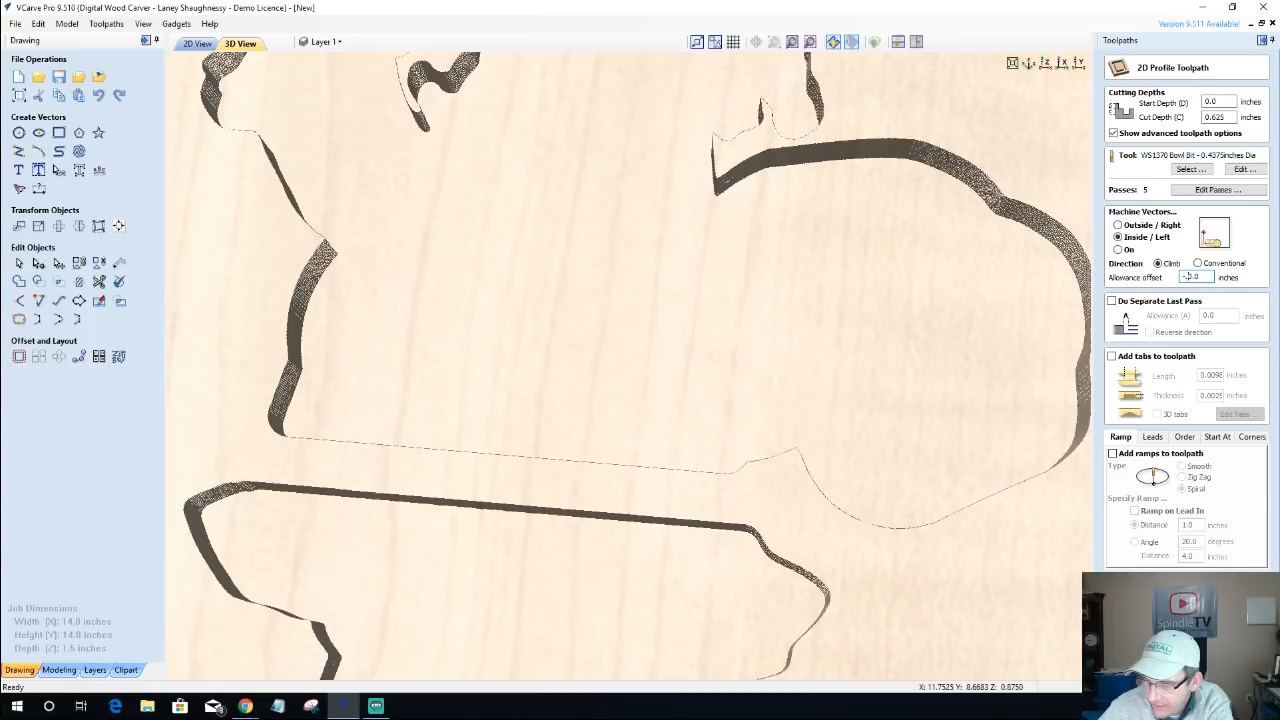 VCarve Pro 9.510 {Digital Wood Carver - Laney Shaughnessy - Demo Licence} - [New]
File Edit Model Toolpaths View Gadgets Help
Version 9.511 Available!
Drawing
2D View 3D View Layer 1
Toolpaths
File Operations
Create Vectors
Transform Objects
Edit Objects
Offset and Layout
Job Dimensions
Width (X): 14.0 inches
Height (Y): 14.0 inches
Depth (Z): 1.5 inches
Drawing Modeling Layers Clipart
Ready
X: 11.7525 Y: 8.6683 Z: 0.8750
2D Profile Toolpath
Cutting Depths
Start Depth (D) 0.0 inches
Cut Depth (C) 0.625 inches
Show advanced toolpath options
Tool: WS1370 Bowl Bit - 0.4375inches Dia
Select ... Edit ...
Passes: 5 Edit Passes ...
Machine Vectors...
Outside / Right
Inside / Left
On
Direction Climb Conventional
Allowance offset inches
Do Separate Last Pass
Allowance (A) 0.0 inches
Reverse direction
Add tabs to toolpath
Length 0.0098 inches
Thickness 0.0025 inches
3D tabs Edit Tabs...
Ramp Leads Order Start At Corners
Add ramps to toolpath
Type Smooth
Zig Zag
Spiral
Specify Ramp ...
Ramp on Lead In
Distance 1.0 inches
Angle 20.0 degrees
Distance 4.0 inches
SpindleTV